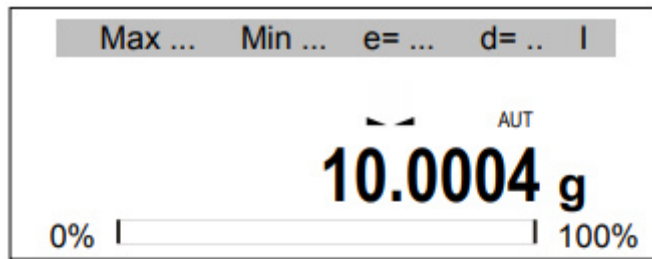 Max ... Min ... e= ... d= .. I
AUT
10.0004 g
0% 100%